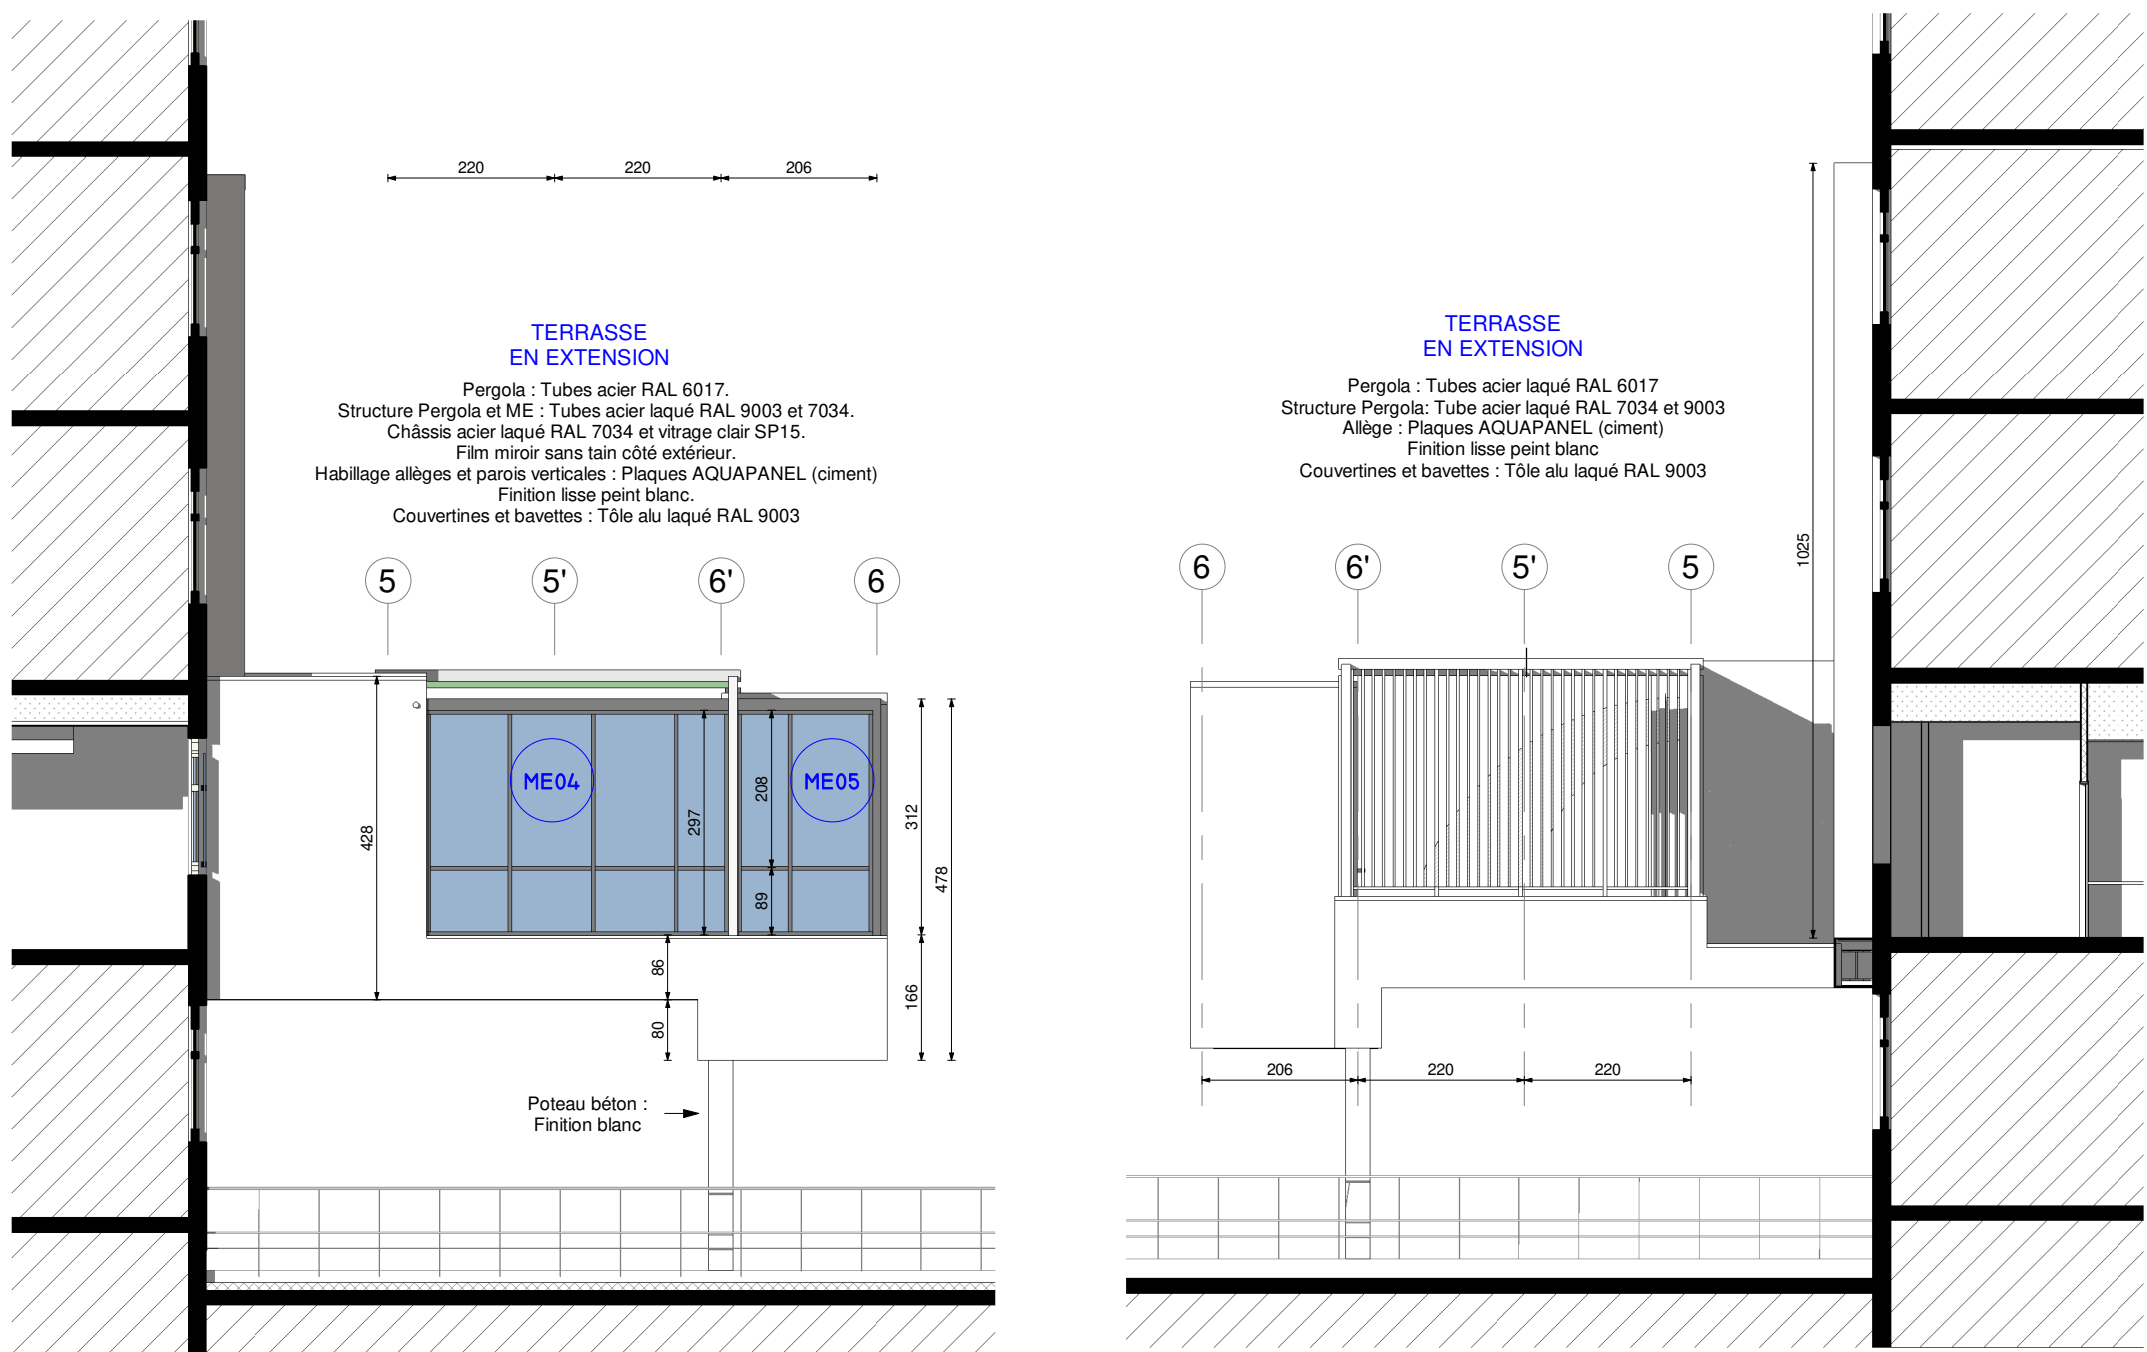 220
220
206
TERRASSE
EN EXTENSION
Pergola : Tubes acier RAL 6017.
Structure Pergola et ME : Tubes acier laqué RAL 9003 et 7034.
Châssis acier laqué RAL 7034 et vitrage clair SP15.
Film miroir sans tain côté extérieur.
Habillage allèges et parois verticales : Plaques AQUAPANEL (ciment)
Finition lisse peint blanc.
Couvertines et bavettes : Tôle alu laqué RAL 9003
5
5'
6'
6
ME04
ME05
428
297
208
89
312
478
86
166
80
Poteau béton :
Finition blanc
TERRASSE
EN EXTENSION
Pergola : Tubes acier laqué RAL 6017
Structure Pergola: Tube acier laqué RAL 7034 et 9003
Allège : Plaques AQUAPANEL (ciment)
Finition lisse peint blanc
Couvertines et bavettes : Tôle alu laqué RAL 9003
1025
6
6'
5'
5
206
220
220